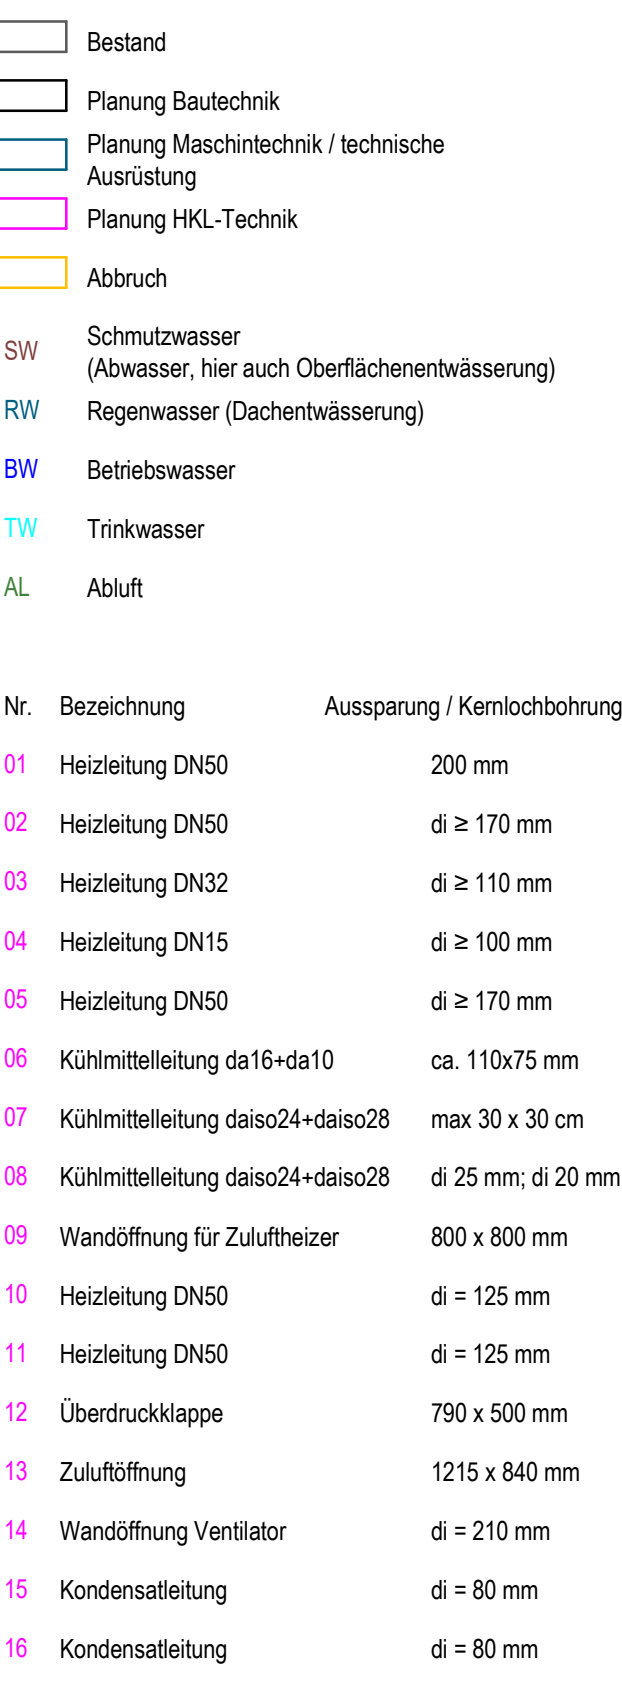 Bestand
Planung Bautechnik
Planung Maschintechnik / technische
Ausrüstung
Planung HKL-Technik
Abbruch
SW Schmutzwasser
(Abwasser, hier auch Oberflächenentwässerung)
RW Regenwasser (Dachentwässerung)
BW Betriebswasser
TW Trinkwasser
AL Abluft
Nr. Bezeichnung Aussparung / Kernlochbohrung
01 Heizleitung DN50 200 mm
02 Heizleitung DN50 di ≥ 170 mm
03 Heizleitung DN32 di ≥ 110 mm
04 Heizleitung DN15 di ≥ 100 mm
05 Heizleitung DN50 di ≥ 170 mm
06 Kühlmittelleitung da16+da10 ca. 110x75 mm
07 Kühlmittelleitung daiso24+daiso28 max 30 x 30 cm
08 Kühlmittelleitung daiso24+daiso28 di 25 mm; di 20 mm
09 Wandöffnung für Zuluftheizer 800 x 800 mm
10 Heizleitung DN50 di = 125 mm
11 Heizleitung DN50 di = 125 mm
12 Überdruckklappe 790 x 500 mm
13 Zuluftöffnung 1215 x 840 mm
14 Wandöffnung Ventilator di = 210 mm
15 Kondensatleitung di = 80 mm
16 Kondensatleitung di = 80 mm